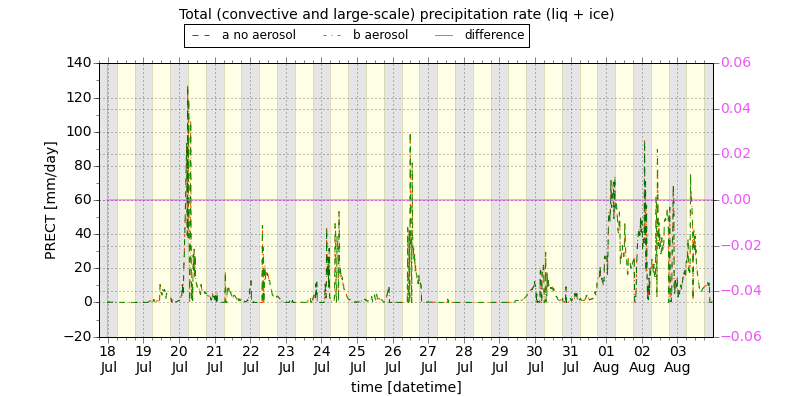 Total (convective and large-scale) precipitation rate (liq + ice)
a no aerosol b aerosol difference
140
120
100
80
60
40
20
0
−20
PRECT [mm/day]
0.06
0.04
0.02
0.00
−0.02
−0.04
−0.06
18 19 20 21 22 23 24 25 26 27 28 29 30 31 01 02 03
Jul Jul Jul Jul Jul Jul Jul Jul Jul Jul Jul Jul Jul Jul Aug Aug Aug
time [datetime]